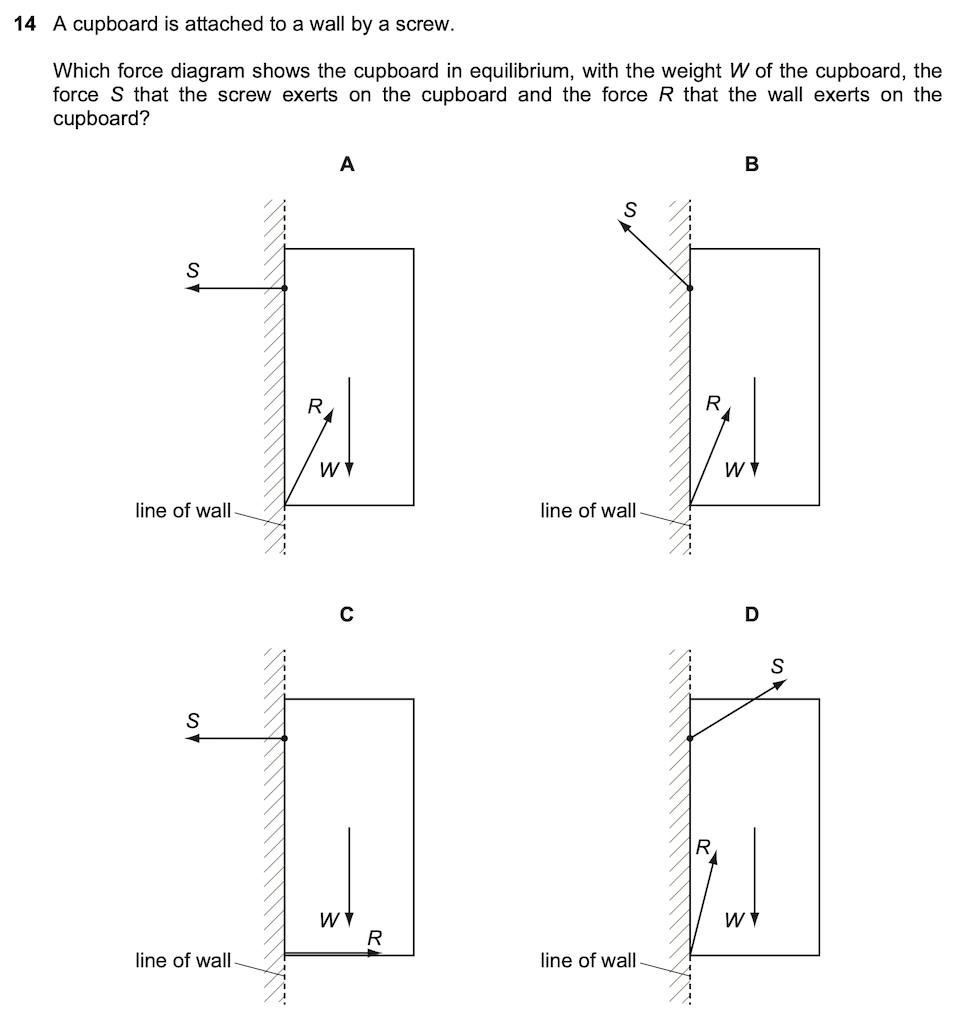 14 A cupboard is attached to a wall by a screw.
Which force diagram shows the cupboard in equilibrium, with the weight W of the cupboard, the
force S that the screw exerts on the cupboard and the force R that the wall exerts on the
cupboard?
A
B
S
S
R
R
W
W
line of wall
line of wall
C
D
S
S
R
W
W
R
line of wall
line of wall